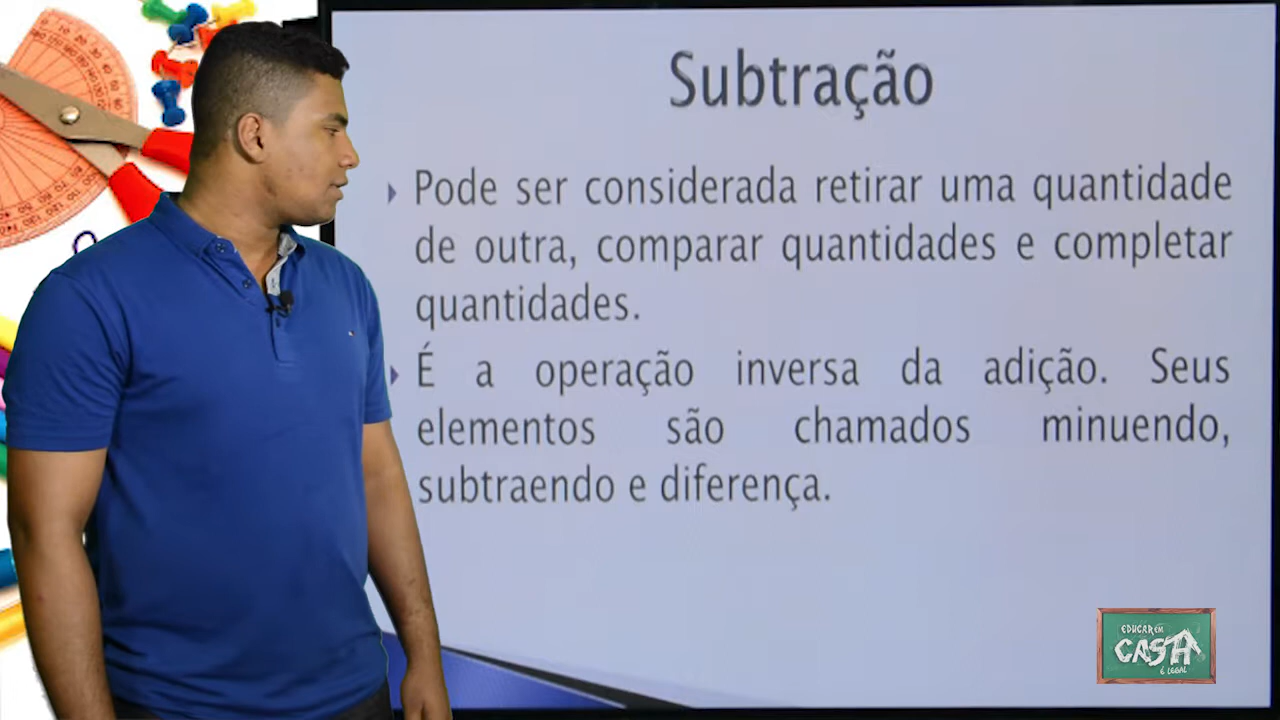 Subtração
Pode ser considerada retirar uma quantidade
de outra, comparar quantidades e completar
quantidades.
É a operação inversa da adição. Seus
elementos são chamados minuendo,
subtraendo e diferença.
EDUCAR EM
CASA
É LEGAL